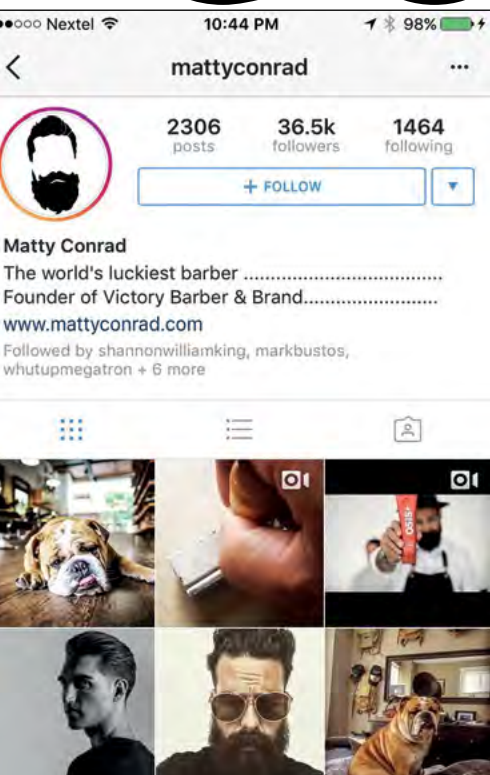 Nextel 10:44 PM 98%
mattyconrad
2306 36.5k 1464
posts followers following
+ FOLLOW
Matty Conrad
The world's luckiest barber .....................................
Founder of Victory Barber & Brand.........................
www.mattyconrad.com
Followed by shannonwilliamking, markbustos,
whutupmegatron + 6 more
OSiS+